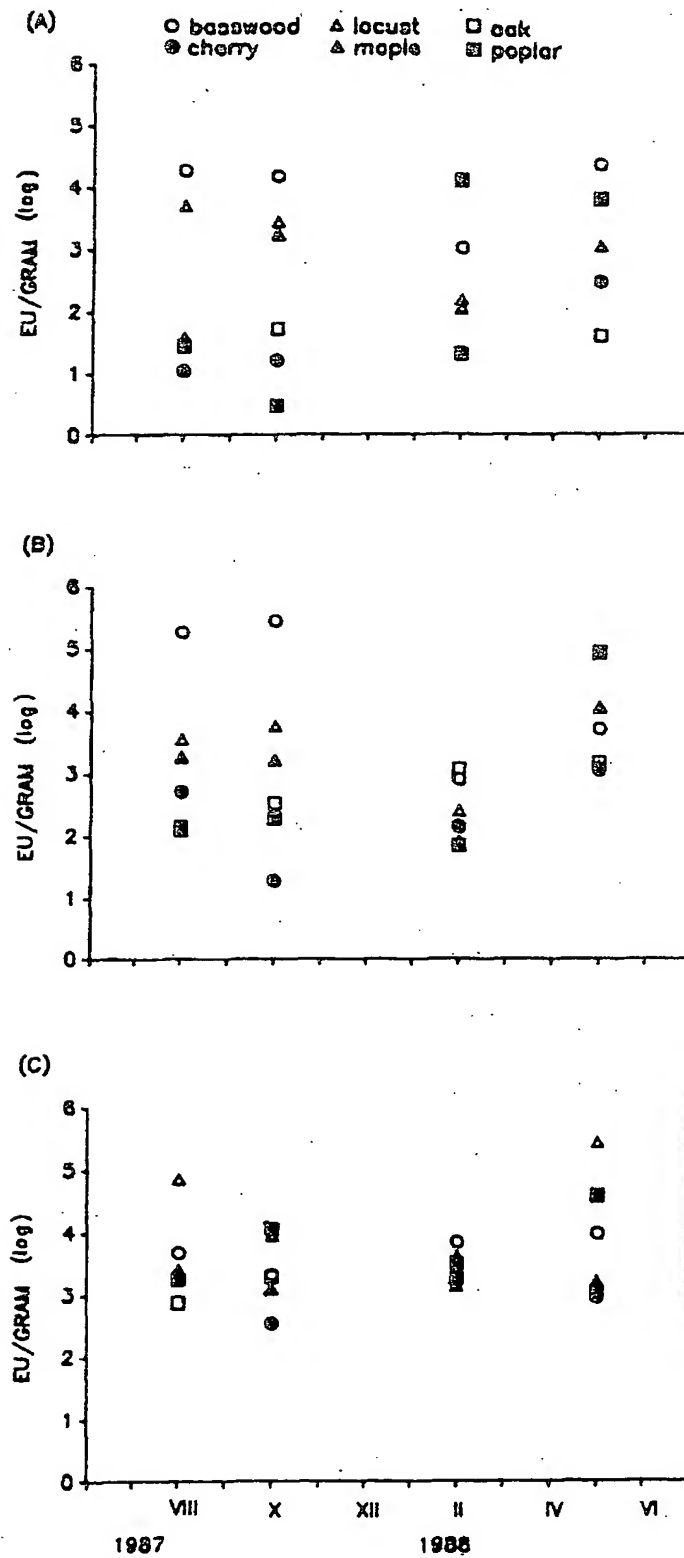 (A)
○ basswood △ locust □ oak
● cherry ▲ maple ■ poplar
6
5
4
3
2
1
0
EU/GRAM (log)
(B)
6
5
4
3
2
1
0
EU/GRAM (log)
(C)
6
5
4
3
2
1
0
EU/GRAM (log)
VIII X XII II IV VI
1987 1988